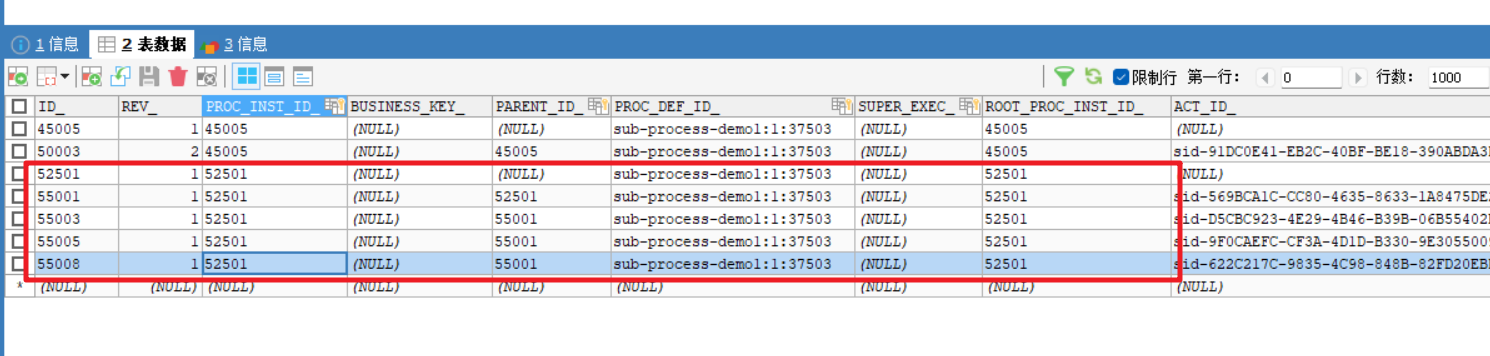 1 信息 2 表数据 3 信息
限制行 第一行: 0 行数: 1000
ID_ REV_ PROC_INST_ID_ BUSINESS_KEY_ PARENT_ID_ PROC_DEF_ID_ SUPER_EXEC_ ROOT_PROC_INST_ID_ ACT_ID_
45005 1 45005 (NULL) (NULL) sub-process-demo1:1:37503 (NULL) 45005 (NULL)
50003 2 45005 (NULL) 45005 sub-process-demo1:1:37503 (NULL) 45005 sid-91DC0E41-EB2C-40BF-BE18-390ABDA3
52501 1 52501 (NULL) (NULL) sub-process-demo1:1:37503 (NULL) 52501 (NULL)
55001 1 52501 (NULL) 52501 sub-process-demo1:1:37503 (NULL) 52501 sid-569BCA1C-CC80-4635-8633-1A8475DE
55003 1 52501 (NULL) 55001 sub-process-demo1:1:37503 (NULL) 52501 sid-D5CBC923-4E29-4B46-B39B-06B55402
55005 1 52501 (NULL) 55001 sub-process-demo1:1:37503 (NULL) 52501 sid-9F0CAEFC-CF3A-4D1D-B330-9E305500
55008 1 52501 (NULL) 55001 sub-process-demo1:1:37503 (NULL) 52501 sid-622C217C-9835-4C98-848B-82FD20EB
* (NULL) (NULL) (NULL) (NULL) (NULL) (NULL) (NULL) (NULL) (NULL)